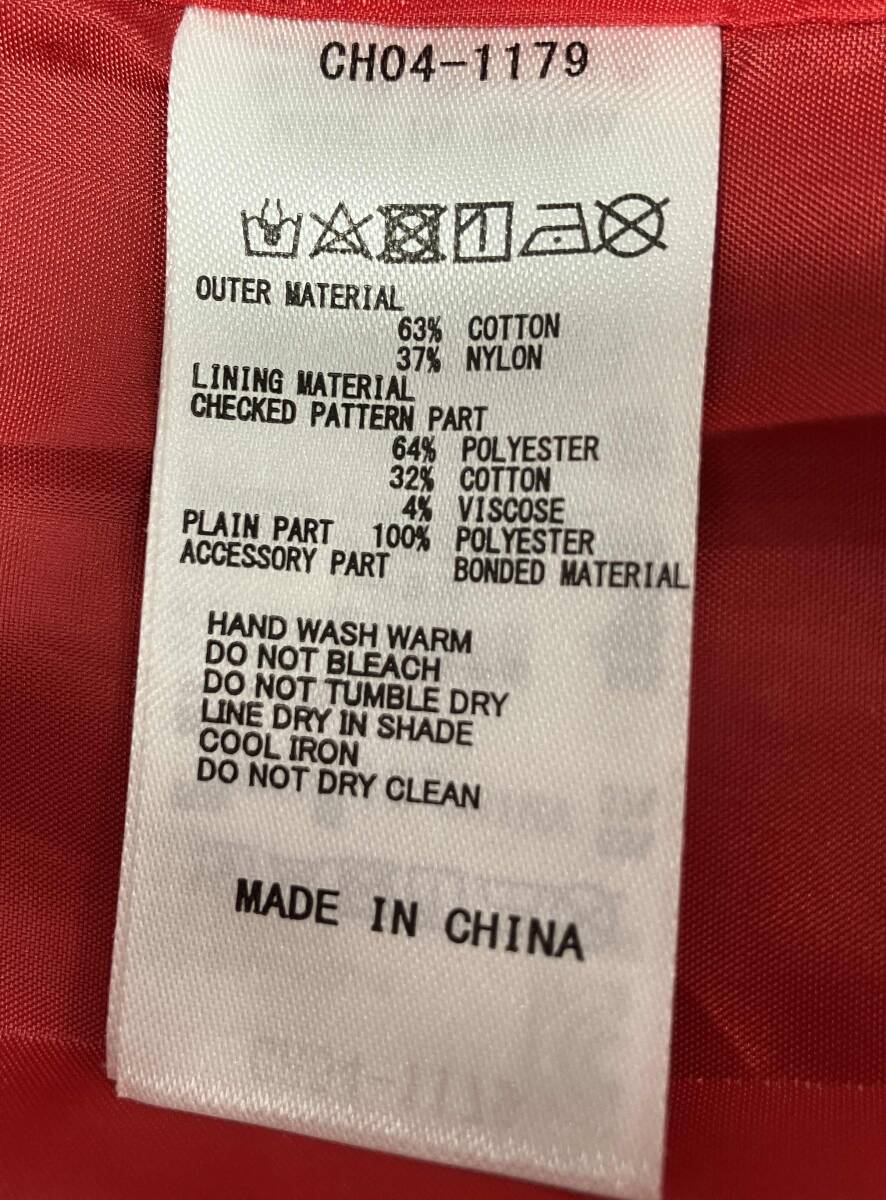 CH04-1179
OUTER MATERIAL
63% COTTON
37% NYLON
LINING MATERIAL
CHECKED PATTERN PART
64% POLYESTER
32% COTTON
4% VISCOSE
PLAIN PART 100% POLYESTER
ACCESSORY PART BONDED MATERIAL
HAND WASH WARM
DO NOT BLEACH
DO NOT TUMBLE DRY
LINE DRY IN SHADE
COOL IRON
DO NOT DRY CLEAN
MADE IN CHINA